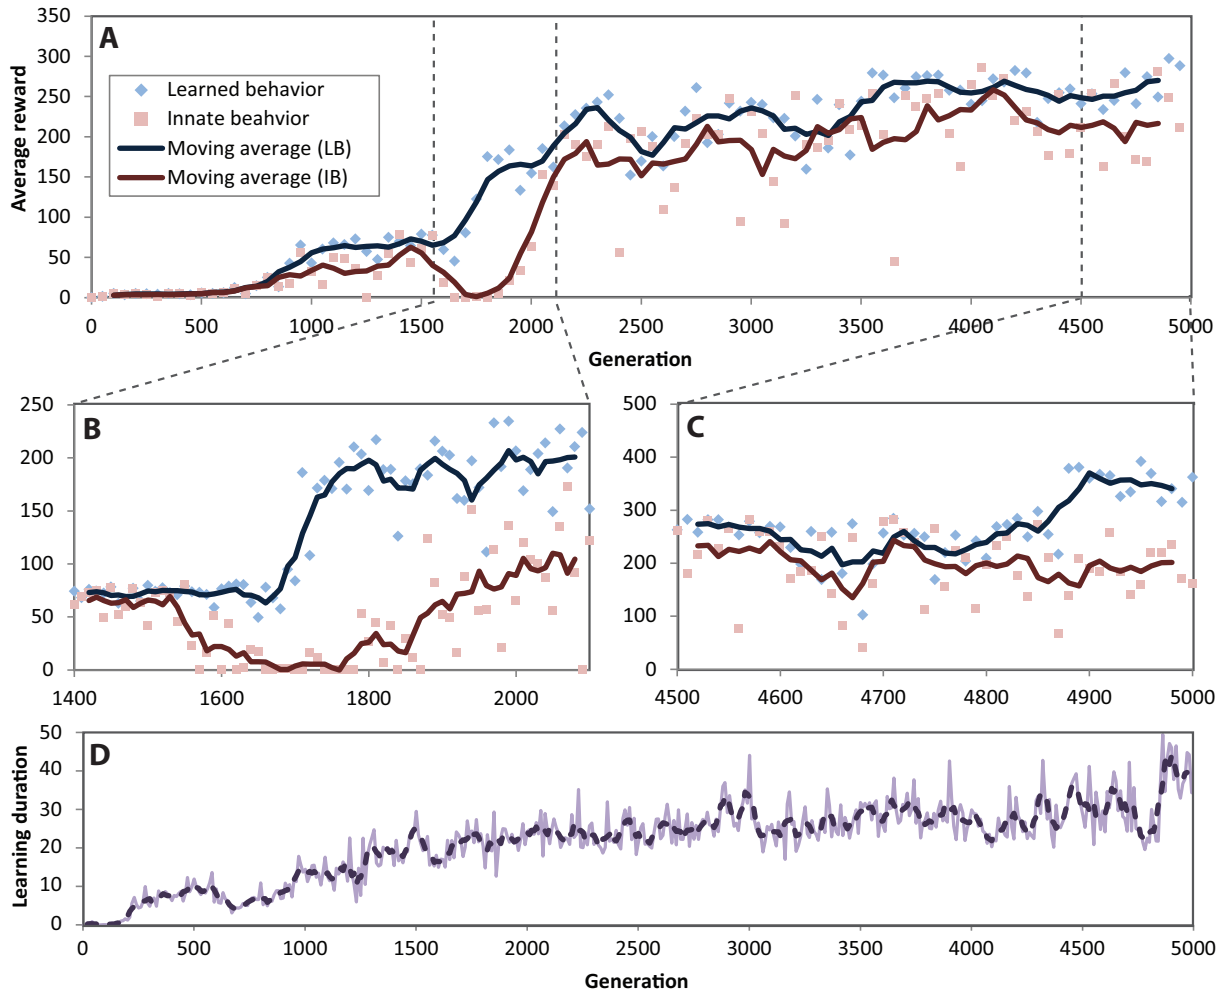 A
350
300
250
200
150
100
50
0
Average reward
Learned behavior
Innate beahvior
Moving average (LB)
Moving average (IB)
0 500 1000 1500 2000 2500 3000 3500 4000 4500 5000
Generation
B
250
200
150
100
50
0
1400 1600 1800 2000
C
500
400
300
200
100
0
4500 4600 4700 4800 4900 5000
D
50
40
30
20
10
0
Learning duration
0 500 1000 1500 2000 2500 3000 3500 4000 4500 5000
Generation